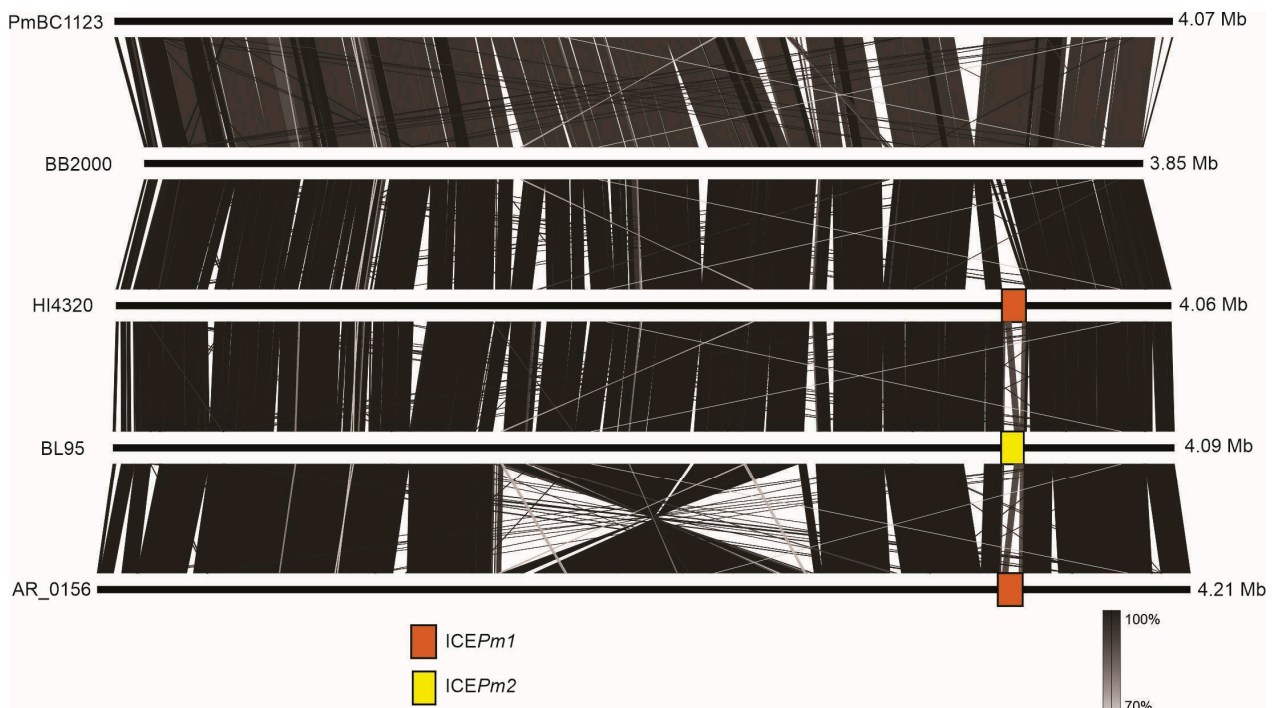 PmBC1123 4.07 Mb
BB2000 3.85 Mb
HI4320 4.06 Mb
BL95 4.09 Mb
AR_0156 4.21 Mb
ICEPm1
100%
ICEPm2
70%